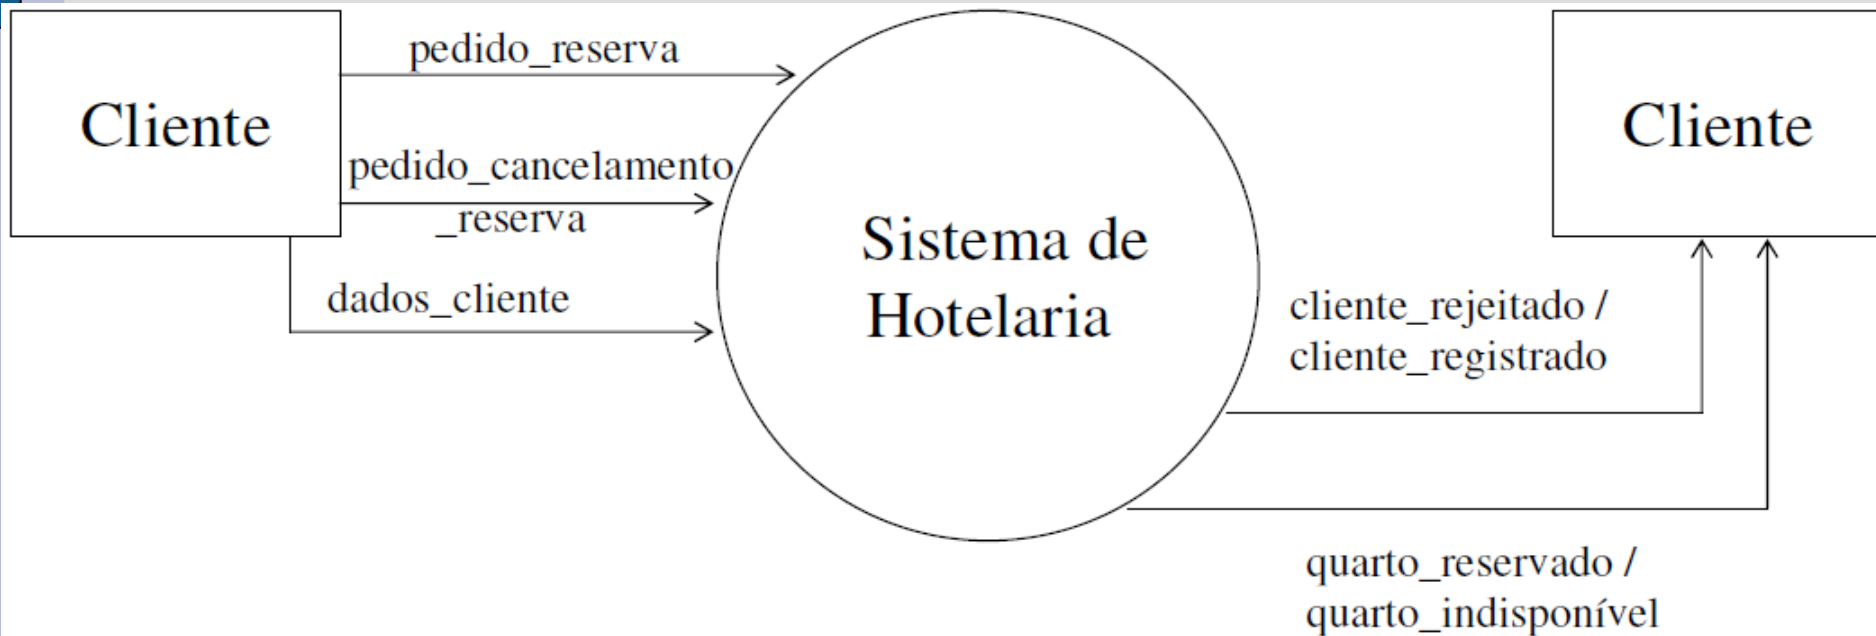 Cliente
pedido_reserva
pedido_cancelamento
_reserva
dados_cliente
Sistema de
Hotelaria
Cliente
cliente_rejeitado /
cliente_registrado
quarto_reservado /
quarto_indisponível